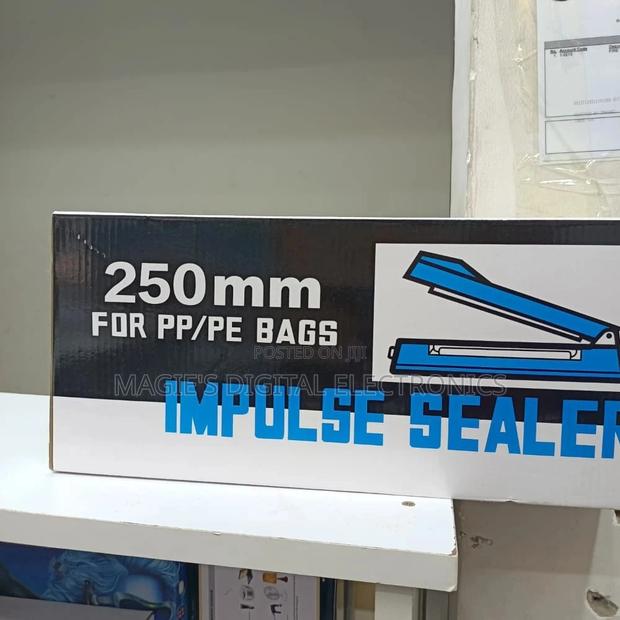 250mm
FOR PP/PE BAGS
POSTED ON JIJI
MAGIE'S DIGITAL ELECTRONICS
IMPULSE SEALER